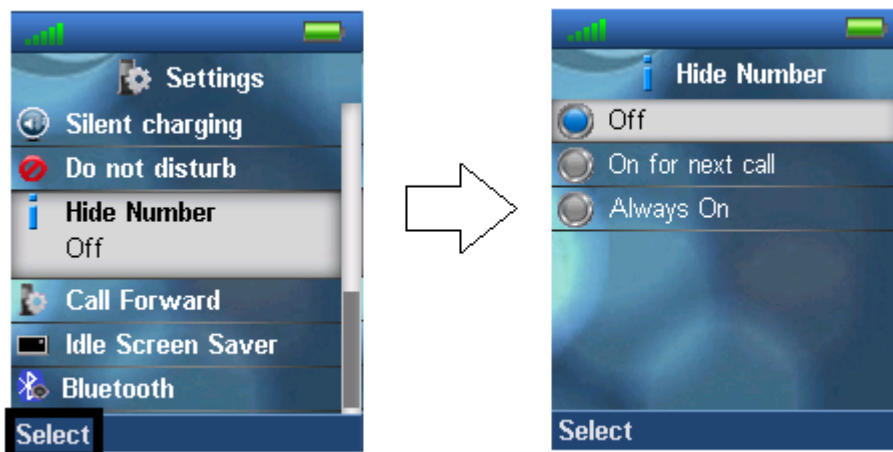 Settings
Silent charging
Do not disturb
Hide Number
Off
Call Forward
Idle Screen Saver
Bluetooth
Select
Hide Number
Off
On for next call
Always On
Select